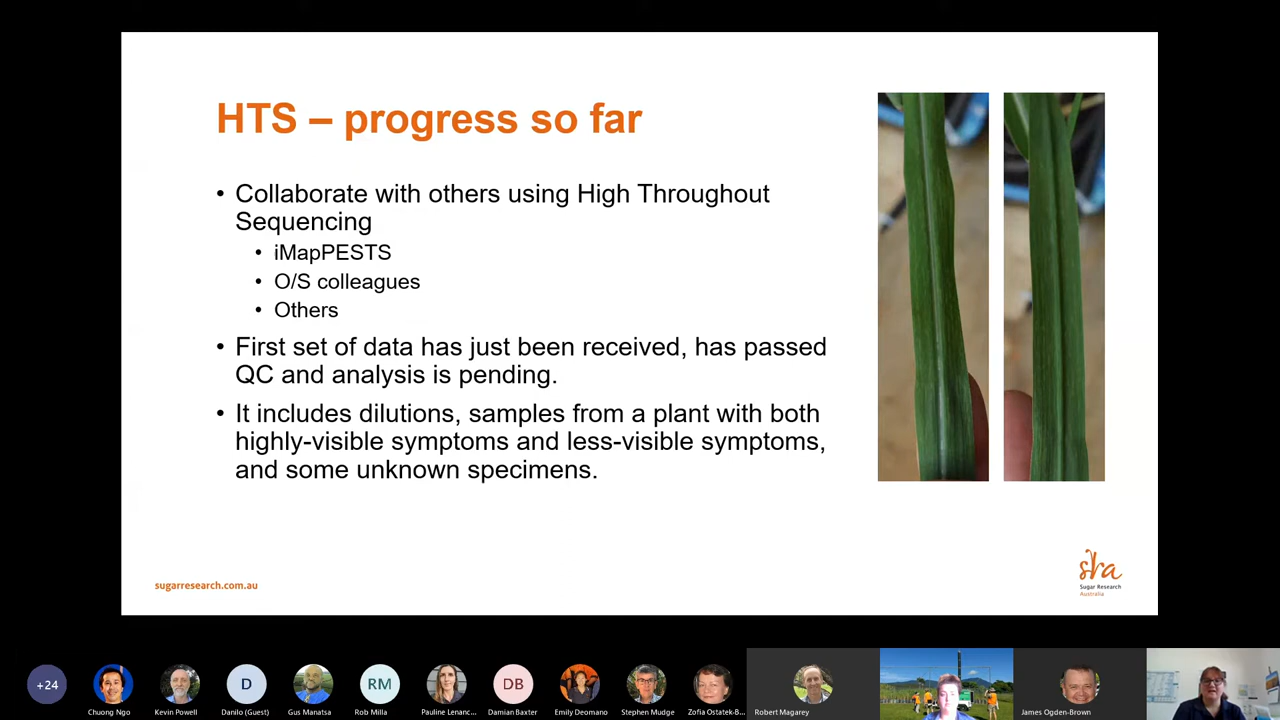 HTS – progress so far
• Collaborate with others using High Throughout
Sequencing
• iMapPESTS
• O/S colleagues
• Others
• First set of data has just been received, has passed
QC and analysis is pending.
• It includes dilutions, samples from a plant with both
highly-visible symptoms and less-visible symptoms,
and some unknown specimens.
sugarresearch.com.au
sra
Sugar Research
Australia
+24
D
RM
DB
Chuong Ngo
Kevin Powell
Danilo (Guest)
Gus Manatsa
Rob Milla
Pauline Lenanc...
Damian Baxter
Emily Deomano
Stephen Mudge
Zofia Ostatek-B...
Robert Magarey
James Ogden-Brown